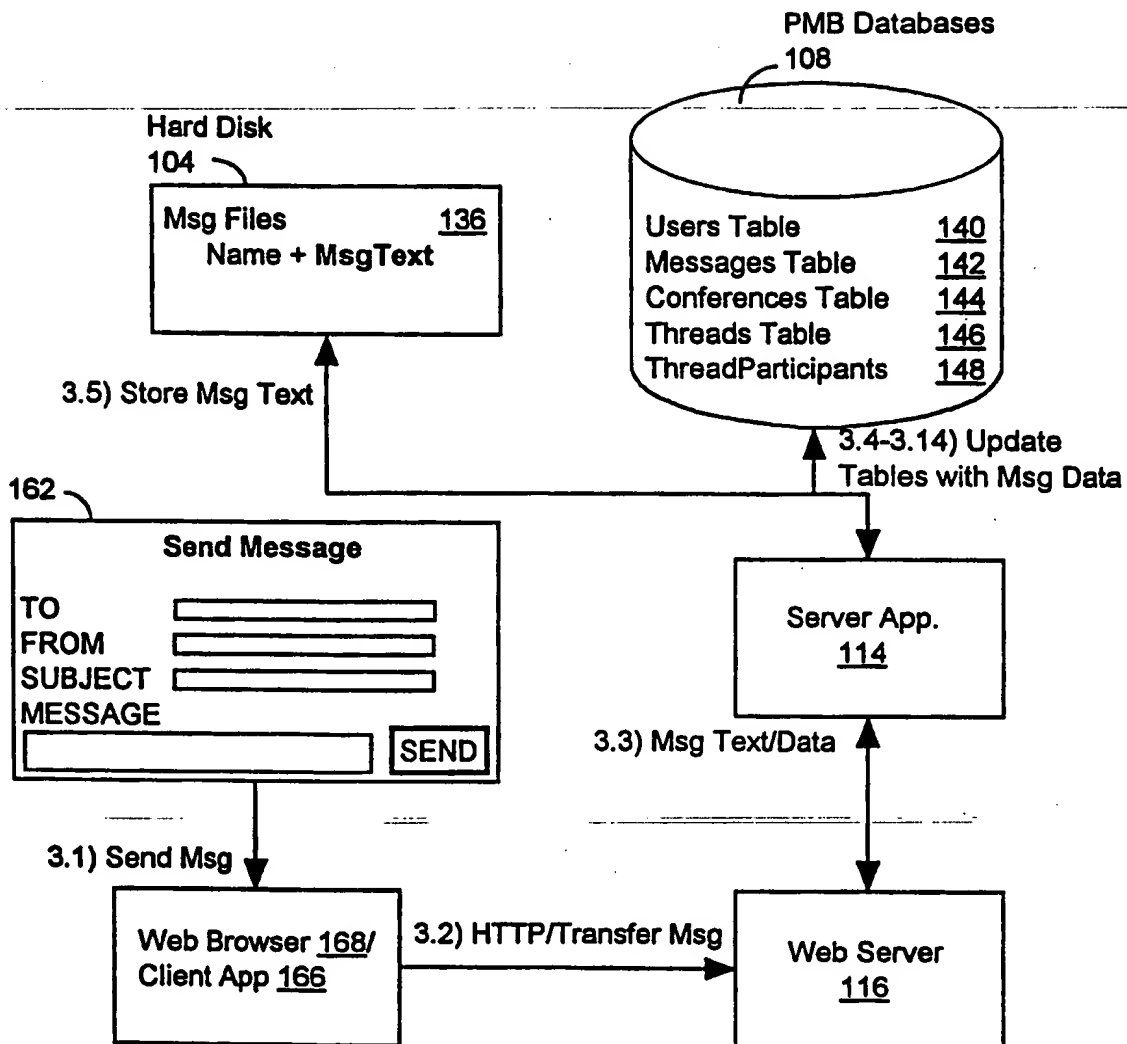 PMB Databases
108
Hard Disk
104
Msg Files 136
Name + MsgText
Users Table 140
Messages Table 142
Conferences Table 144
Threads Table 146
ThreadParticipants 148
3.5) Store Msg Text
3.4-3.14) Update
Tables with Msg Data
162
Send Message
TO
FROM
SUBJECT
MESSAGE
SEND
Server App.
114
3.3) Msg Text/Data
3.1) Send Msg
Web Browser 168/
Client App 166
3.2) HTTP/Transfer Msg
Web Server
116